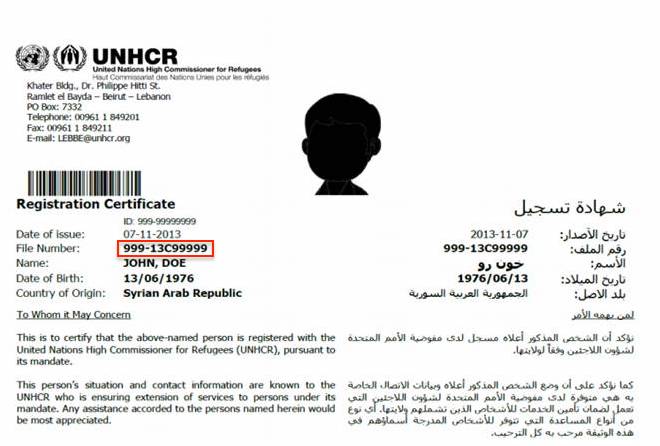 UNHCR
United Nations High Commissioner for Refugees
Haut Commissariat des Nations Unies pour les réfugiés
Khater Bldg., Dr. Philippe Hitti St.
Ramlet el Bayda – Beirut – Lebanon
PO Box: 7332
Telephone: 00961 1 849201
Fax: 00961 1 849211
E-mail: LEBBE@unhcr.org
Registration Certificate
شهادة تسجيل
ID: 999-99999999
Date of issue: 07-11-2013
تاريخ الأصدار: 2013-11-07
File Number: 999-13C99999
رقم الملف: 999-13C99999
Name: JOHN, DOE
الأسم: جون رو
Date of Birth: 13/06/1976
تاريخ الميلاد: 1976/06/13
Country of Origin: Syrian Arab Republic
بلد الاصل: الجمهورية العربية السورية
To Whom it May Concern
لمن يهمه الأمر
This is to certify that the above-named person is registered with the
United Nations High Commissioner for Refugees (UNHCR), pursuant to
its mandate.
نؤكد أن الشخص المذكور أعلاه مسجل لدى مفوضية الأمم المتحدة
لشؤون اللاجئين وفقاً لولايتها.
This person's situation and contact information are known to the
UNHCR who is ensuring extension of services to persons under its
mandate. Any assistance accorded to the persons named herein would
be most appreciated.
كما نؤكد على أن وضع الشخص المذكور أعلاه وبيانات الاتصال الخاصة
به هي متوفرة لدى مفوضية الأمم المتحدة لشؤون اللاجئين التي
تعمل لضمان تأمين الخدمات للأشخاص الذين تشملهم ولايتها. أي نوع
من أنواع المساعدة التي تتوفر للأشخاص المدرجة أسماؤهم في
هذه الوثيقة مرحب به كل الترحيب.